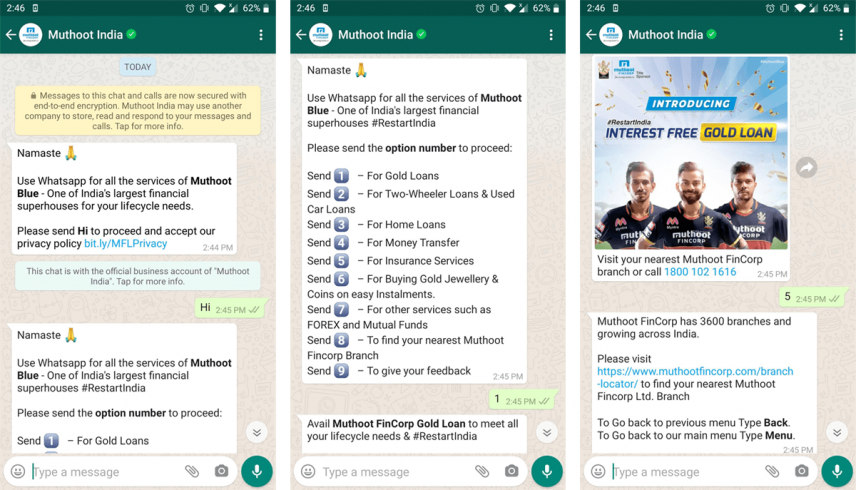 2:46
62%
Muthoot India
TODAY
Messages to this chat and calls are now secured with
end-to-end encryption. Muthoot India may use another
company to store, read and respond to your messages and
calls. Tap for more info.
Namaste 🙏
Use Whatsapp for all the services of Muthoot
Blue - One of India's largest financial
superhouses for your lifecycle needs.
Please send Hi to proceed and accept our
privacy policy bit.ly/MFLPrivacy
2:44 PM
This chat is with the official business account of "Muthoot
India". Tap for more info.
Hi 2:45 PM
Namaste 🙏
Use Whatsapp for all the services of Muthoot
Blue - One of India's largest financial
superhouses #RestartIndia
Please send the option number to proceed:
Send 1 – For Gold Loans
Type a message
2:46
62%
Muthoot India
Namaste 🙏
Use Whatsapp for all the services of Muthoot
Blue - One of India's largest financial
superhouses #RestartIndia
Please send the option number to proceed:
Send 1 – For Gold Loans
Send 2 – For Two-Wheeler Loans & Used
Car Loans
Send 3 – For Home Loans
Send 4 – For Money Transfer
Send 5 – For Insurance Services
Send 6 – For Buying Gold Jewellery &
Coins on easy Instalments.
Send 7 – For other services such as
FOREX and Mutual Funds
Send 8 – To find your nearest Muthoot
Fincorp Branch
Send 9 – To give your feedback
2:45 PM
1 2:45 PM
Avail Muthoot FinCorp Gold Loan to meet all
your lifecycle needs & #RestartIndia
Type a message
2:46
62%
Muthoot India
muthoot
FINCORP
INTRODUCING
#RestartIndia
INTEREST FREE GOLD LOAN
muthoot
FINCORP
Visit your nearest Muthoot FinCorp
branch or call 1800 102 1616
2:45 PM
5 2:45 PM
Muthoot FinCorp has 3600 branches and
growing across India.
Please visit
https://www.muthootfincorp.com/branch
-locator/ to find your nearest Muthoot
Fincorp Ltd. Branch
To Go back to previous menu Type Back.
To Go back to our main menu Type Menu.
2:45 PM
Type a message